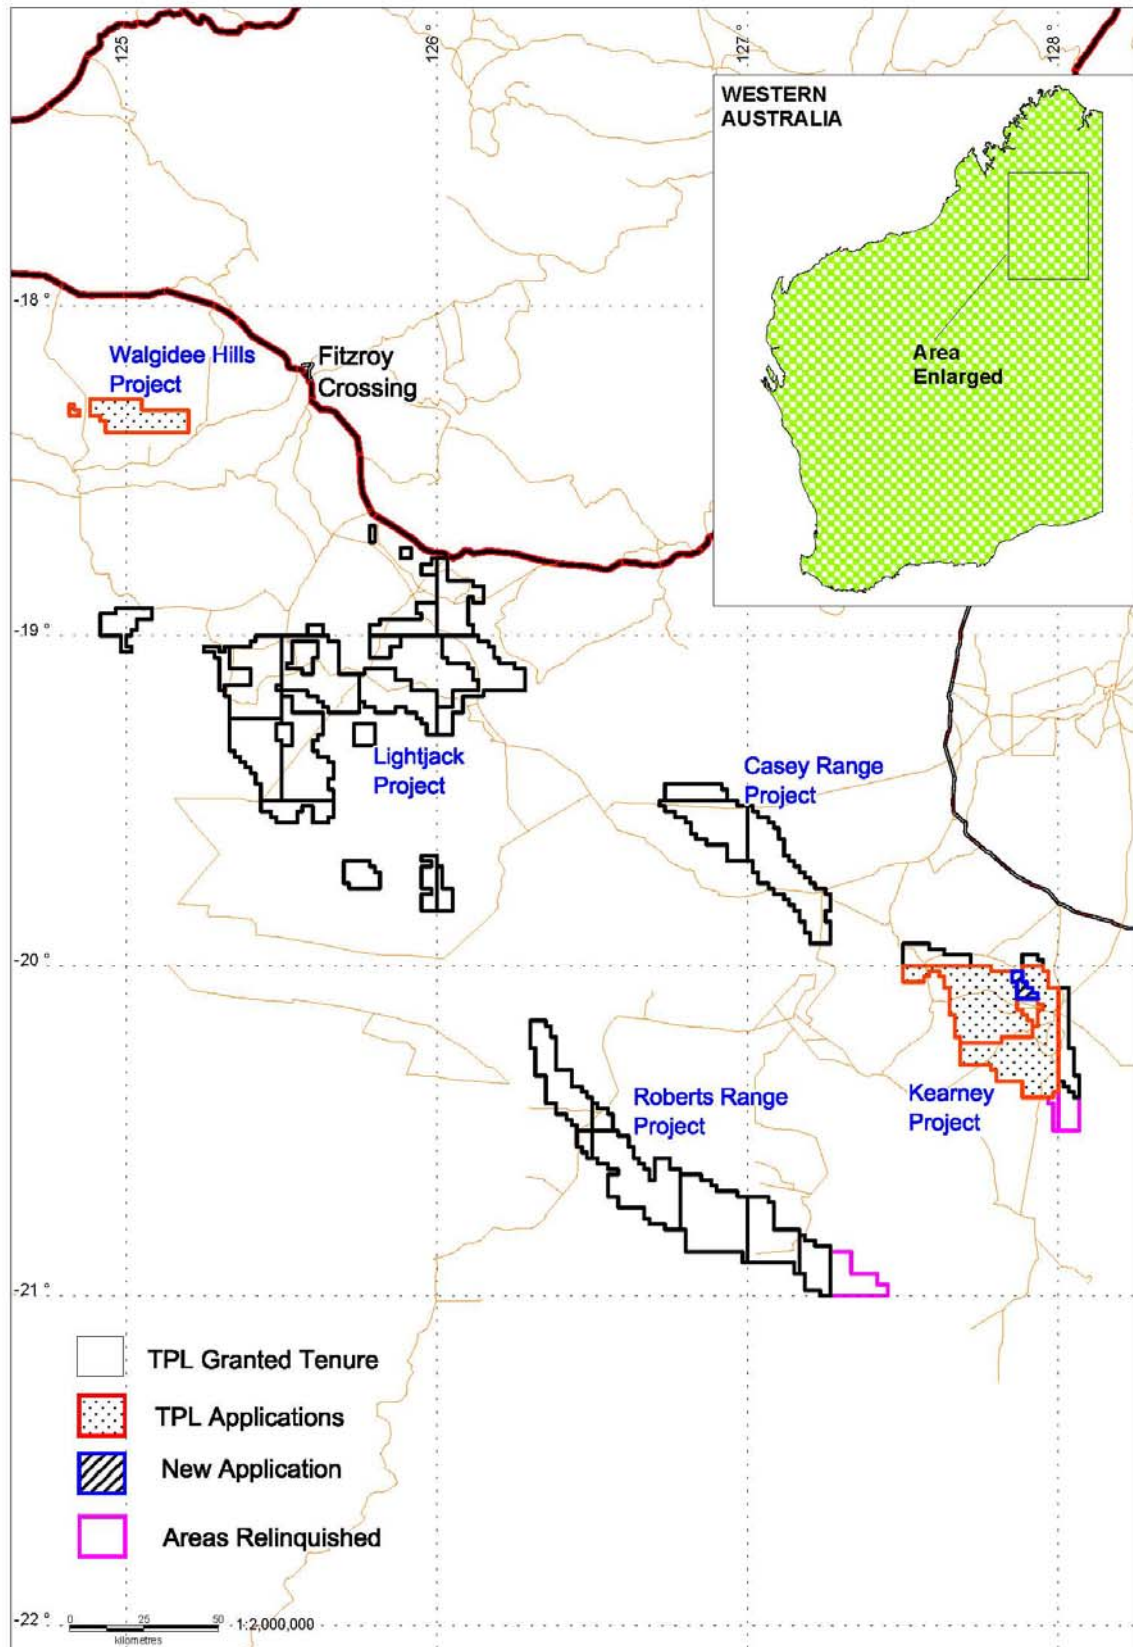 125
126 °
127 °
128 °
WESTERN
AUSTRALIA
Area
Enlarged
-18 °
Walgidee Hills
Project
Fitzroy
Crossing
-19 °
Lightjack
Project
Casey Range
Project
-20 °
Roberts Range
Project
Kearney
Project
-21 °
TPL Granted Tenure
TPL Applications
New Application
Areas Relinquished
-22 °
0 25 50
1:2,000,000
kilometres